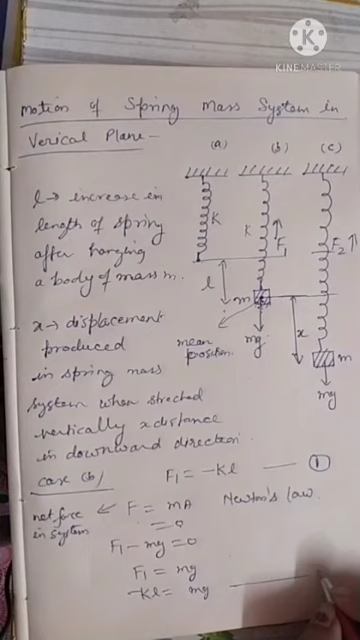 K
KINEMASTER
Motion of Spring Mass System in
Verical Plane -
(a) (b) (c)
l → increase in
length of spring
after hanging
a body of mass m.
K
K
F1
F2
l
m
mg
mean
position
x
m
mg
x → displacement
produced
in spring mass
system when streched
vertically x distance
in downward direction.
case (b)
F1 = -Kl — 1
net force ← F = mA Newton's law.
in system = 0
F1 - mg = 0
F1 = mg
-Kl = mg